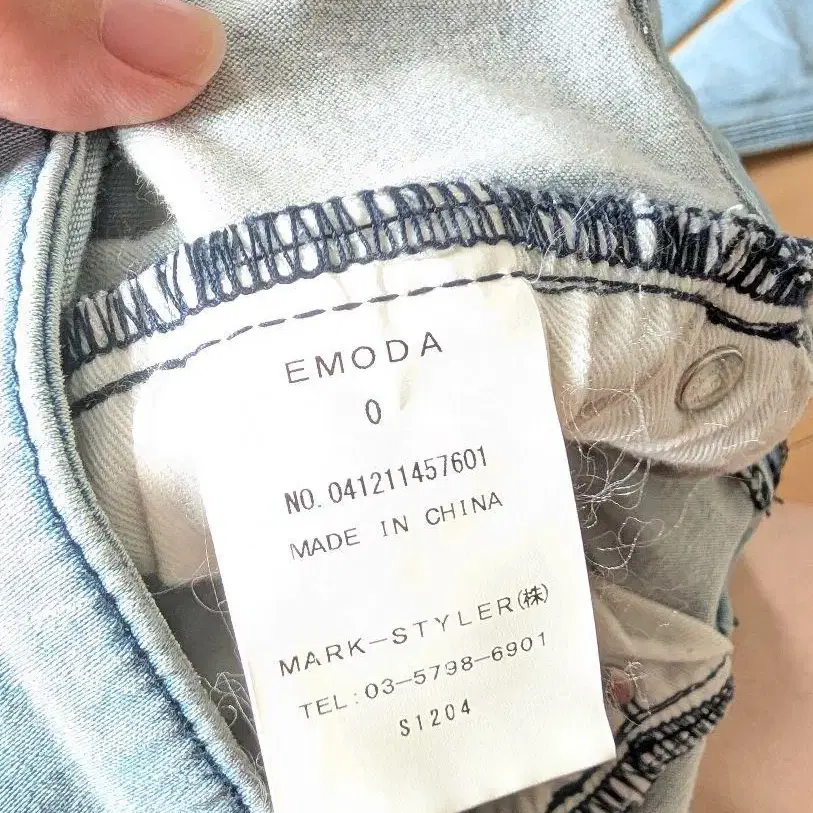 EMODA
0
NO. 041211457601
MADE IN CHINA
MARK-STYLER(株)
TEL:03-5798-6901
S1204